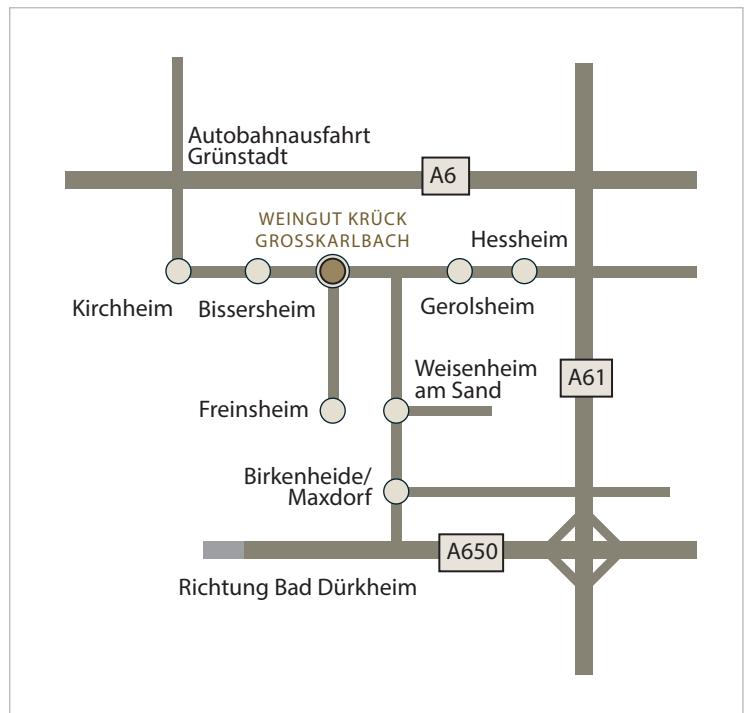 Autobahnausfahrt
Grünstadt
A6
WEINGUT KRÜCK
GROSSKARLBACH
Hessheim
Kirchheim
Bissersheim
Gerolsheim
Weisenheim
am Sand
A61
Freinsheim
Birkenheide/
Maxdorf
A650
Richtung Bad Dürkheim